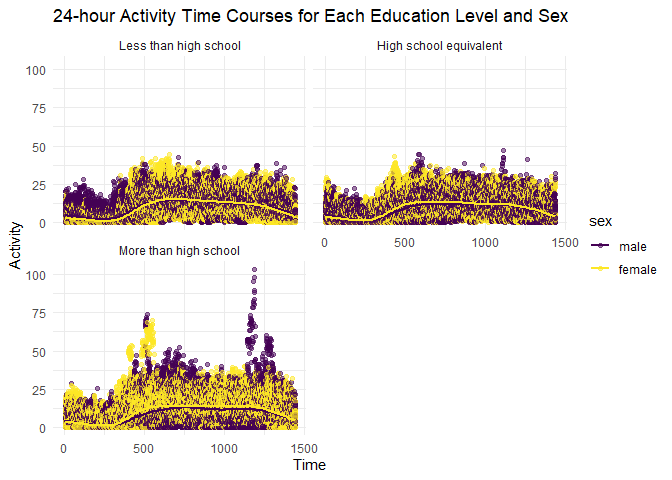 24-hour Activity Time Courses for Each Education Level and Sex
Less than high school
High school equivalent
100
75
50
25
0
0
500
1000
1500
More than high school
100
75
50
25
0
0
500
1000
1500
Activity
Time
sex
male
female